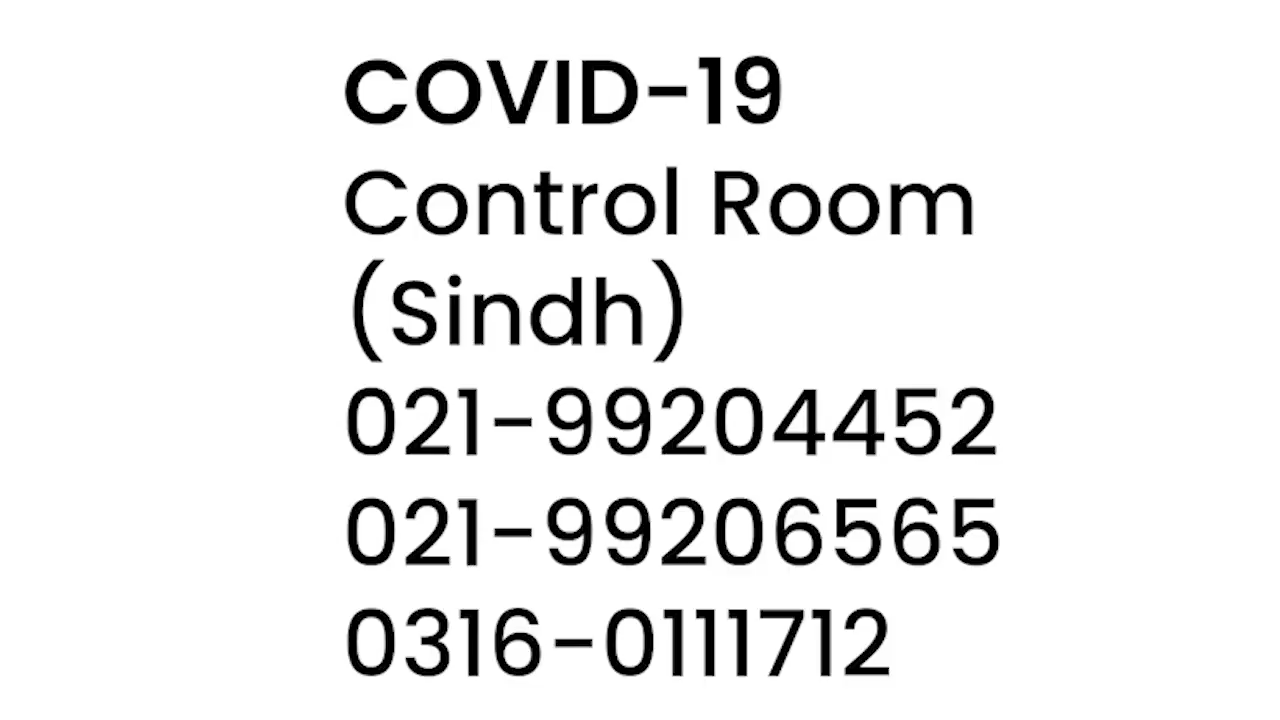 COVID-19
Control Room
(Sindh)
021-99204452
021-99206565
0316-0111712